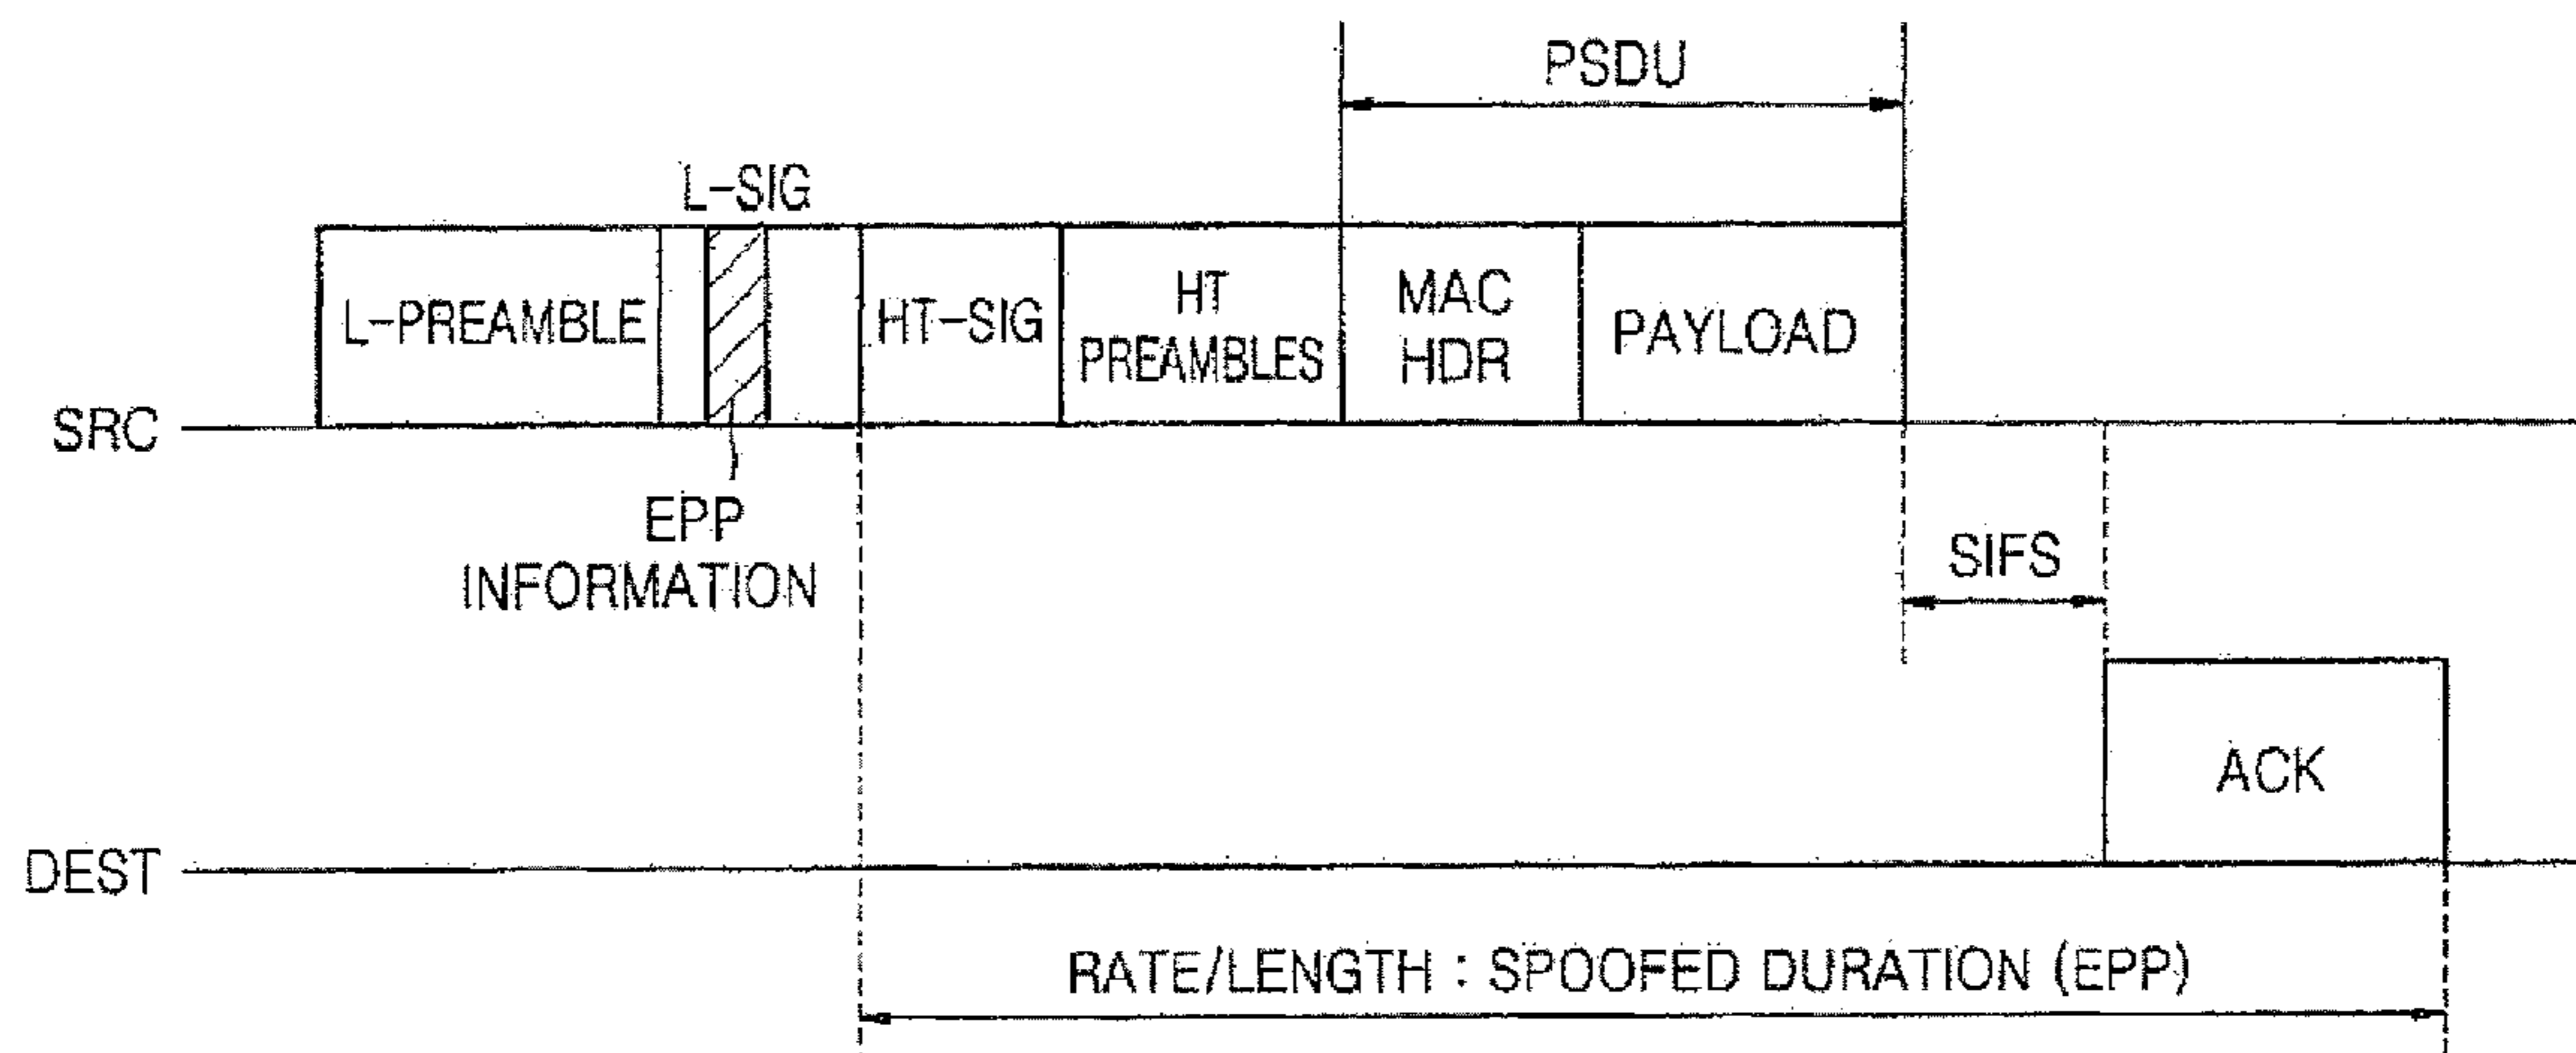 PSDU
L-SIG
L-PREAMBLE
HT-SIG
HT
PREAMBLES
MAC
HDR
PAYLOAD
SRC
EPP
INFORMATION
SIFS
ACK
DEST
RATE/LENGTH : SPOOFED DURATION (EPP)